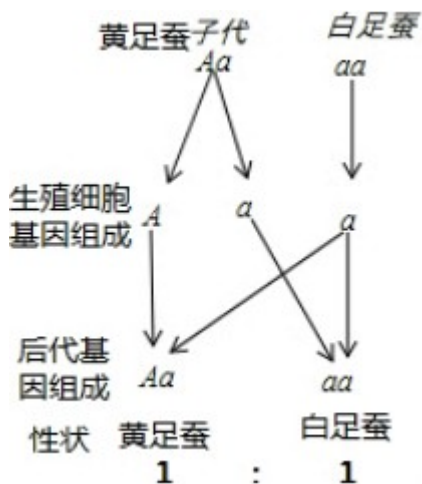 黄足蚕子代 白足蚕
Aa aa
生殖细胞
基因组成 A a a
后代基
因组成 Aa aa
性状 黄足蚕 白足蚕
1 : 1